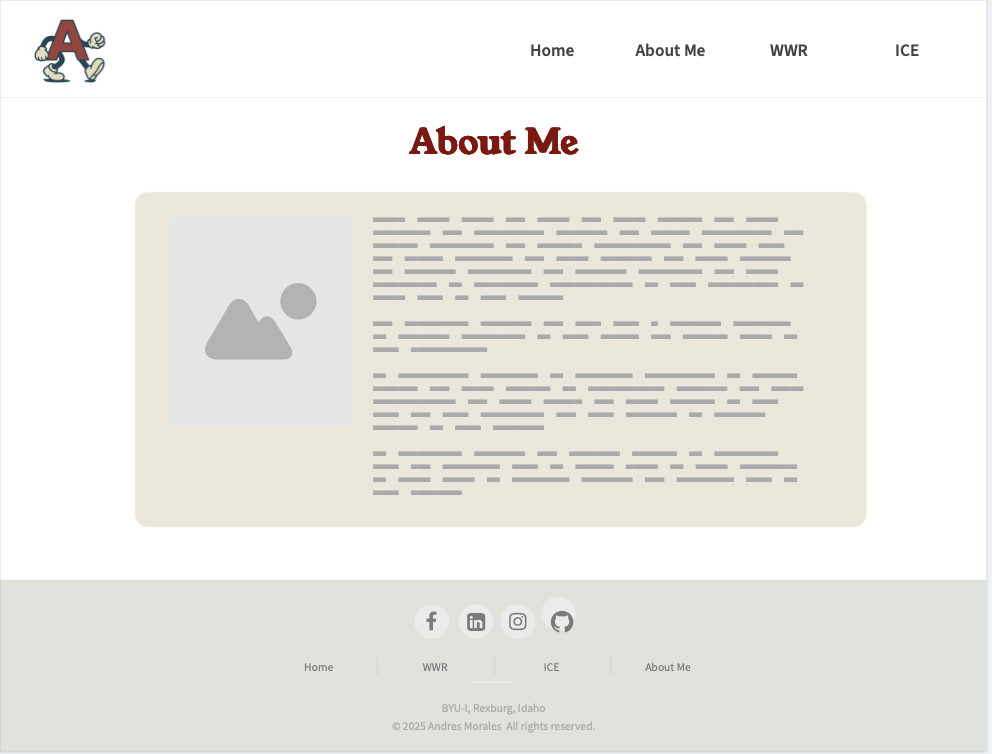 A
Home About Me WWR ICE
About Me
Home WWR ICE About Me
BYU-I, Rexburg, Idaho
© 2025 Andres Morales  All rights reserved.